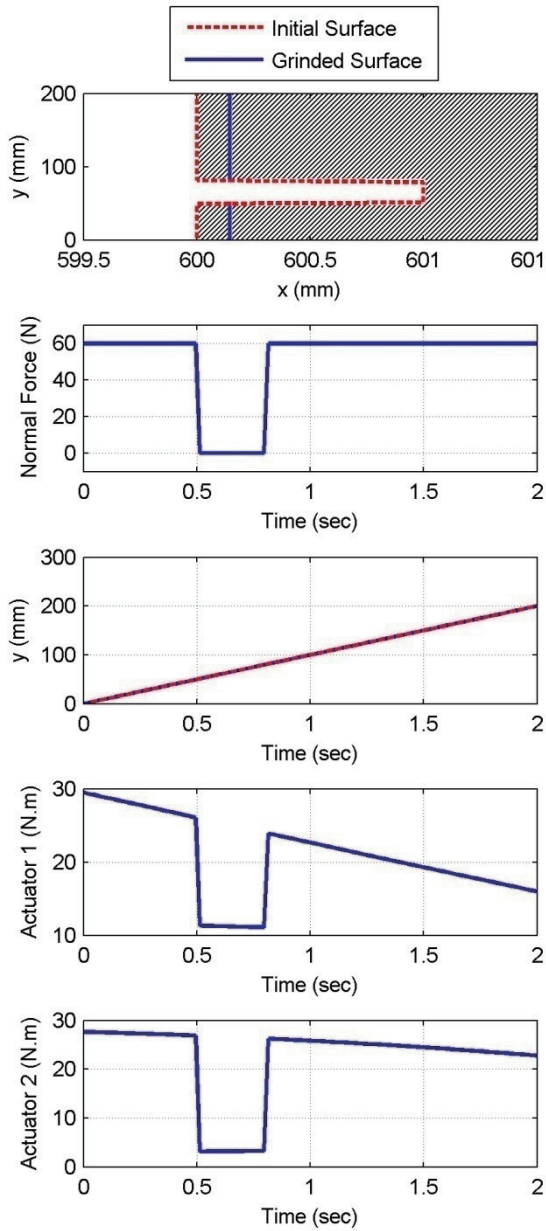 Initial Surface
Grinded Surface
200
100
0
y (mm)
599.5 600 600.5 601 601
x (mm)
60
40
20
0
Normal Force (N)
0 0.5 1 1.5 2
Time (sec)
300
200
100
0
y (mm)
0 0.5 1 1.5 2
Time (sec)
30
20
10
Actuator 1 (N.m)
0 0.5 1 1.5 2
Time (sec)
30
20
10
0
Actuator 2 (N.m)
0 0.5 1 1.5 2
Time (sec)